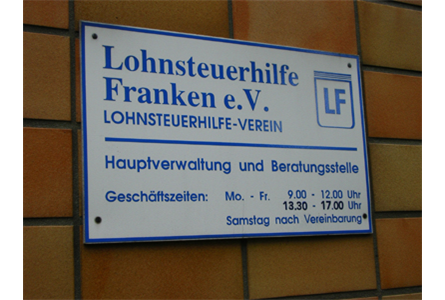 Lohnsteuerhilfe
Franken e.V.
LOHNSTEUERHILFE-VEREIN
LF
Hauptverwaltung und Beratungsstelle
Geschäftszeiten: Mo. - Fr. 9.00 - 12.00 Uhr
13.30 - 17.00 Uhr
Samstag nach Vereinbarung